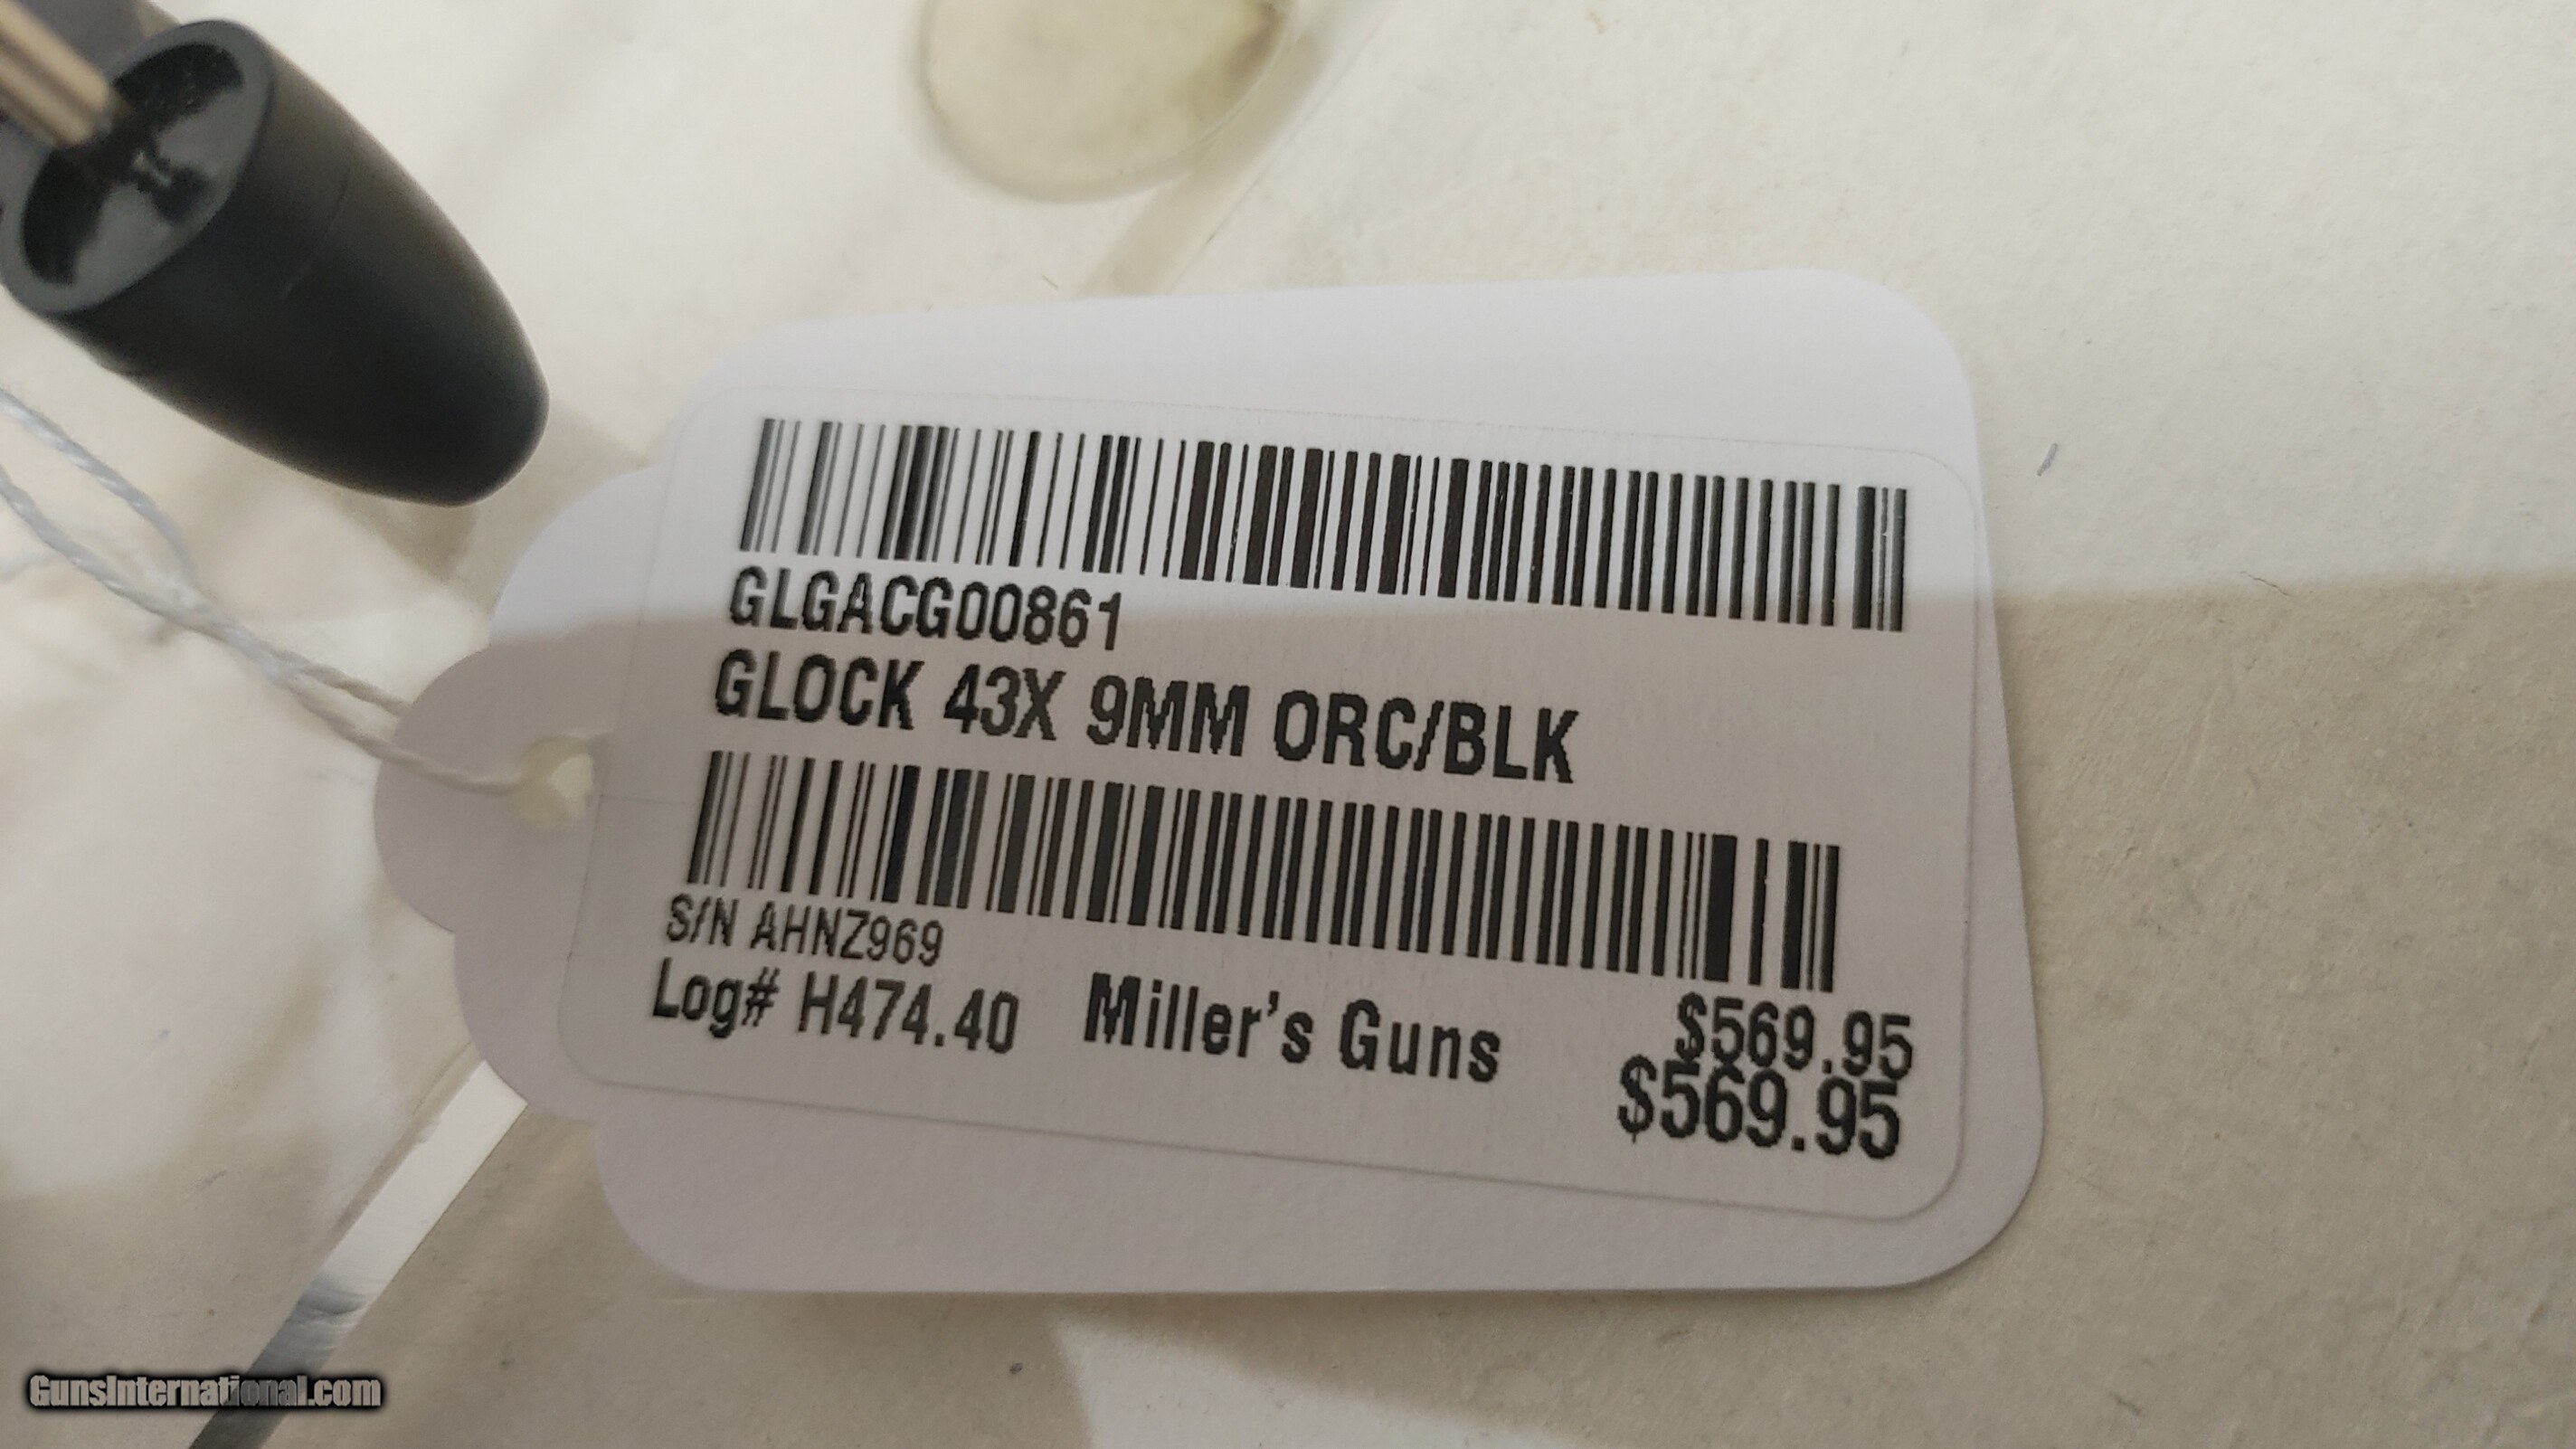 GLGACG00861
GLOCK 43X 9MM ORC/BLK
S/N AHNZ969
Log# H474.40 Miller's Guns $569.95
$569.95
GunsInternational.com